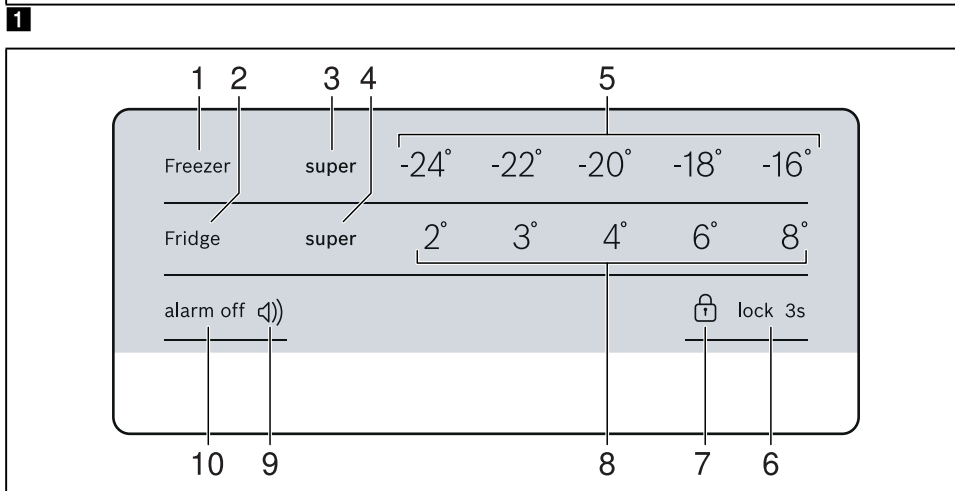 1
1 2 3 4 5
Freezer super -24° -22° -20° -18° -16°
Fridge super 2° 3° 4° 6° 8°
alarm off lock 3s
10 9 8 7 6